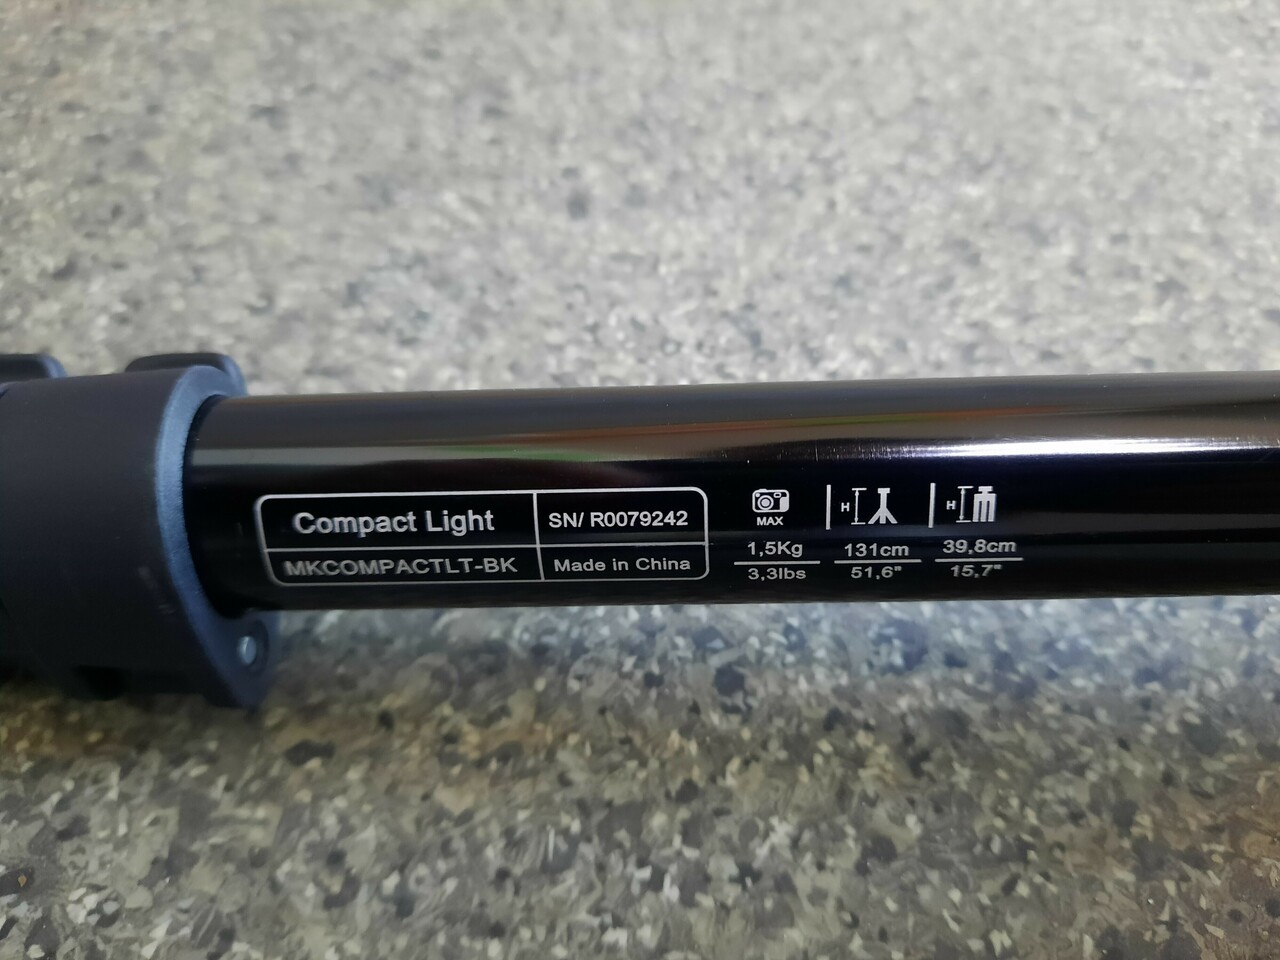 Compact Light
SN/ R0079242
MKCOMPACTLT-BK
Made in China
MAX
1,5Kg
3,3lbs
H
131cm
51,6"
H
39,8cm
15,7"